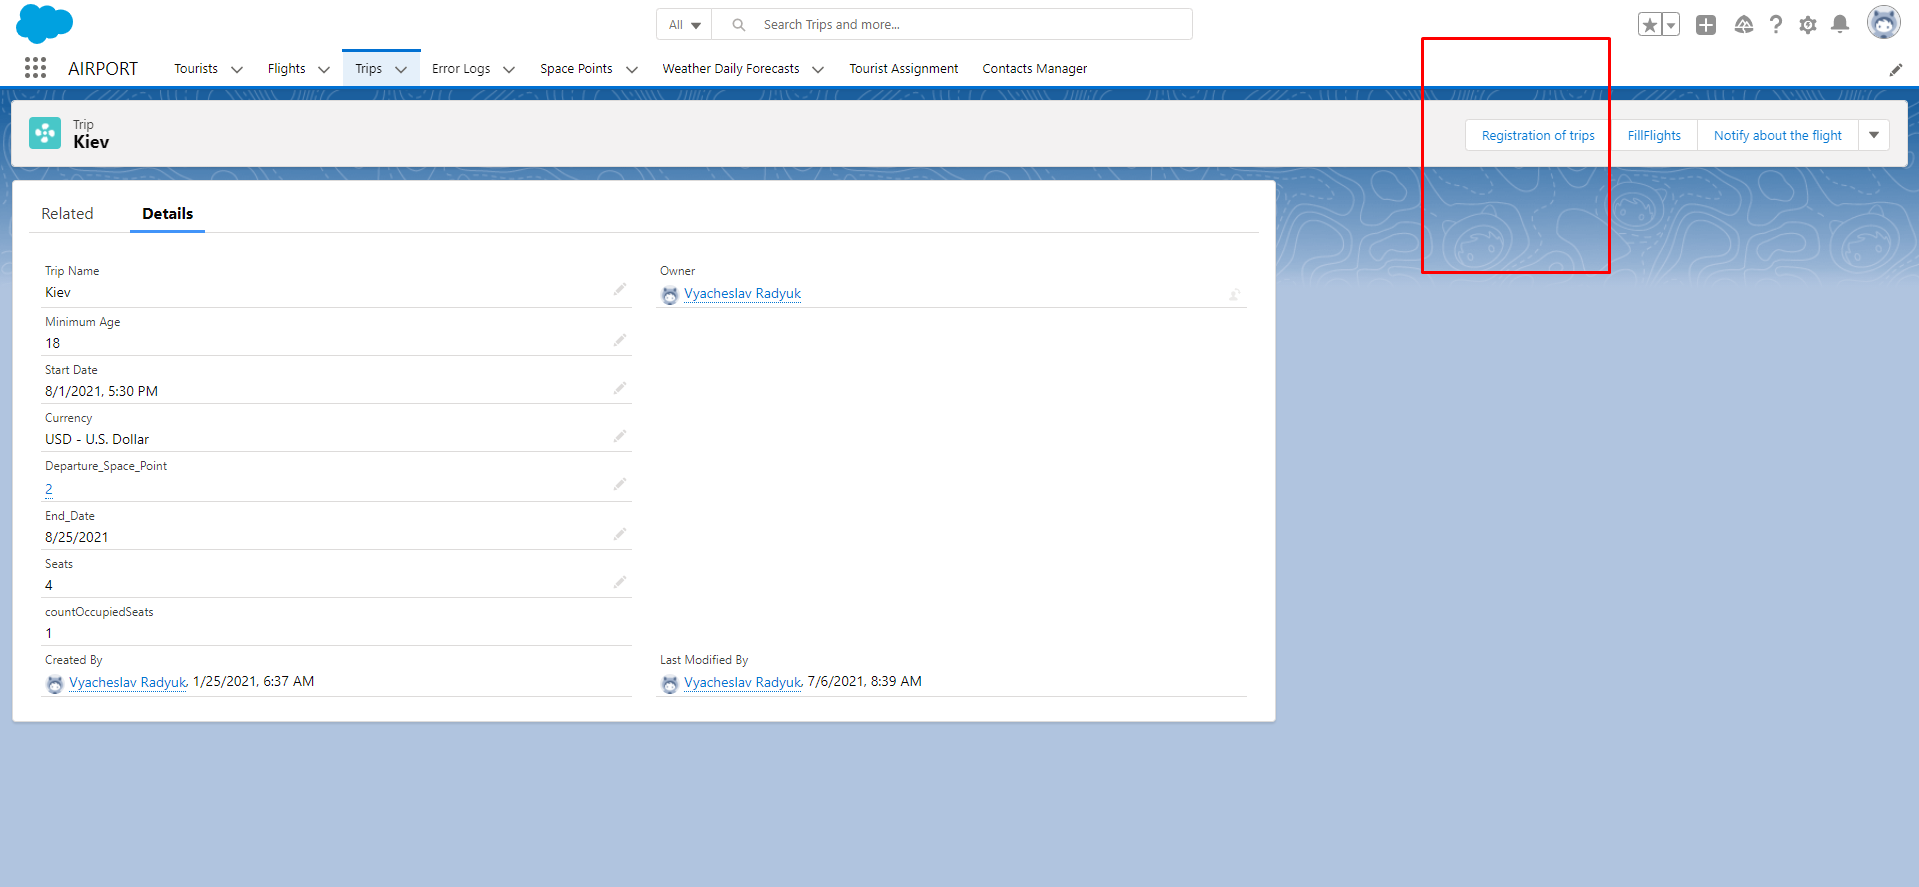 All
Search Trips and more...
AIRPORT
Tourists
Flights
Trips
Error Logs
Space Points
Weather Daily Forecasts
Tourist Assignment
Contacts Manager
Trip
Kiev
Registration of trips
FillFlights
Notify about the flight
Related
Details
Trip Name
Kiev
Owner
Vyacheslav Radyuk
Minimum Age
18
Start Date
8/1/2021, 5:30 PM
Currency
USD - U.S. Dollar
Departure_Space_Point
2
End_Date
8/25/2021
Seats
4
countOccupiedSeats
1
Created By
Vyacheslav Radyuk, 1/25/2021, 6:37 AM
Last Modified By
Vyacheslav Radyuk, 7/6/2021, 8:39 AM